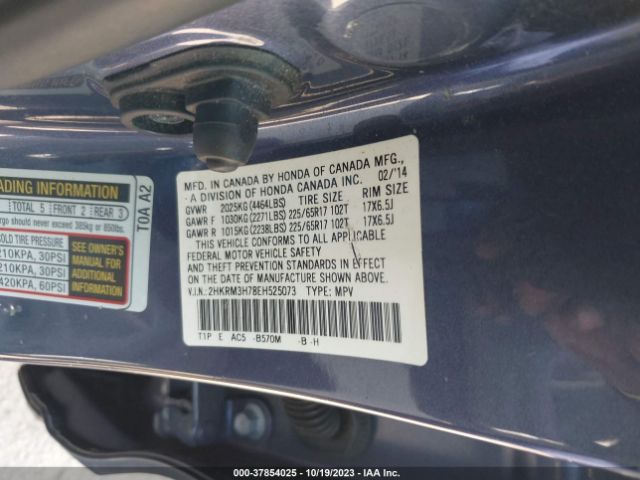 ADING INFORMATION
TOTAL 5 FRONT 2 REAR 3
rgo should never exceed 385kg or 850lbs.
OLD TIRE PRESSURE
210KPA, 30PSI
210KPA, 30PSI
420KPA, 60PSI
SEE OWNER'S
MANUAL FOR
ADDITIONAL
INFORMATION
T0A A2
MFD. IN CANADA BY HONDA OF CANADA MFG.,
- A DIVISION OF HONDA CANADA INC. 02/'14
GVWR 2025KG(4464LBS) TIRE SIZE RIM SIZE
GAWR F 1030KG(2271LBS) 225/65R17 102T 17X6.5J
GAWR R 1015KG(2238LBS) 225/65R17 102T 17X6.5J
THIS VEHICLE CONFORMS TO ALL APPLICABLE
FEDERAL MOTOR VEHICLE SAFETY
AND THEFT PREVENTION STANDARDS IN EFFECT
ON THE DATE OF MANUFACTURE SHOWN ABOVE.
V.I.N.: 2HKRM3H78EH525073 TYPE: MPV
T1P E AC5 -B570M -B -H
000-37854025 - 10/19/2023 - IAA Inc.